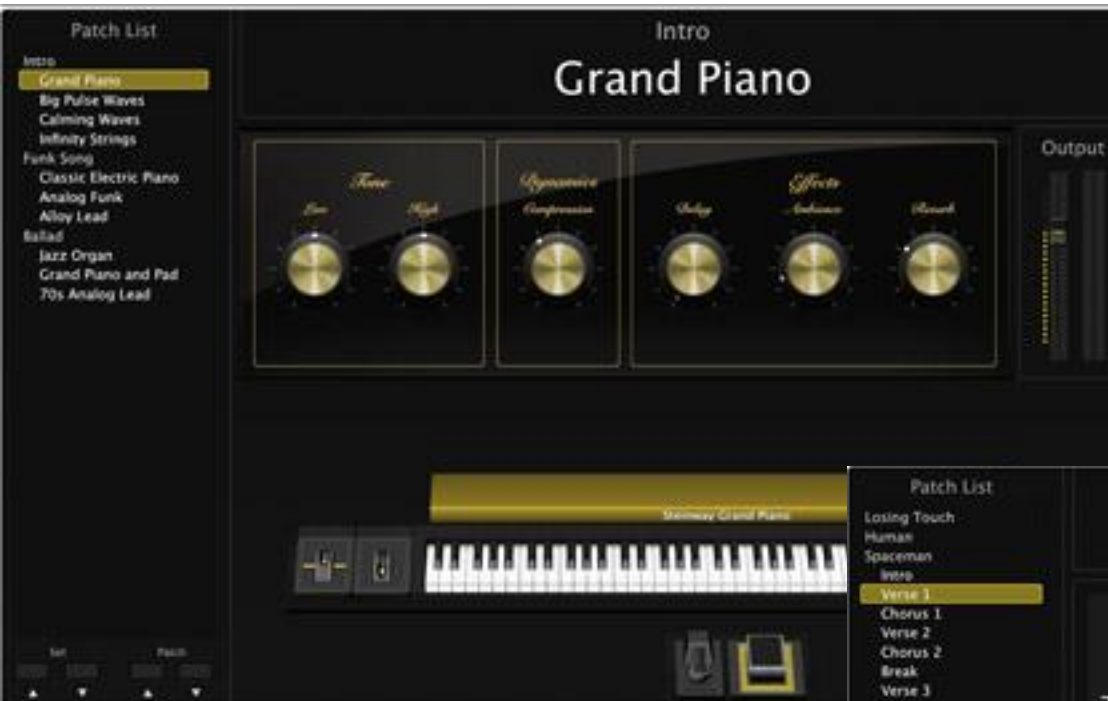 Patch List
Intro
Grand Piano
Big Pulse Waves
Calming Waves
Infinity Strings
Funk Song
Classic Electric Piano
Analog Funk
Alloy Lead
Ballad
Jazz Organ
Grand Piano and Pad
70s Analog Lead
Set
Patch
Intro
Grand Piano
Tone
Low
High
Dynamics
Compression
Effects
Delay
Ambience
Reverb
Output
Steinway Grand Piano
Patch List
Losing Touch
Human
Spaceman
Intro
Verse 1
Chorus 1
Verse 2
Chorus 2
Break
Verse 3